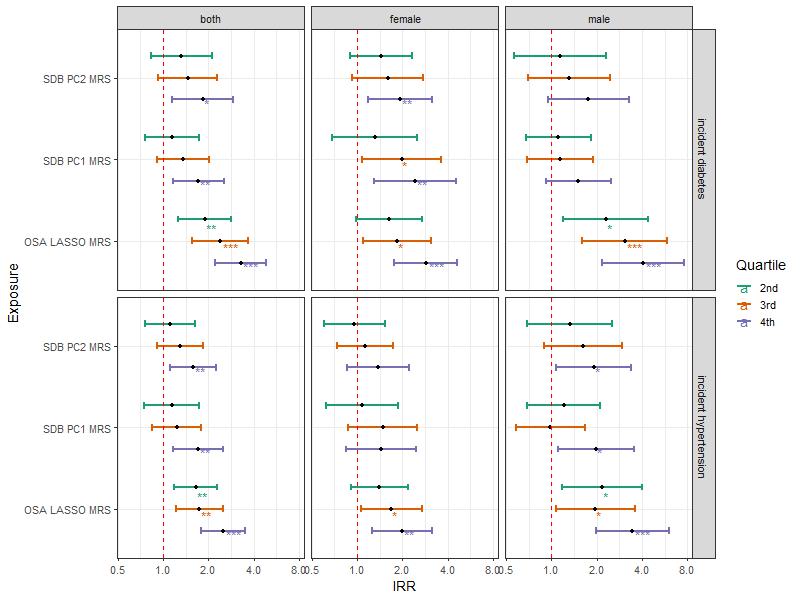 both female male
SDB PC2 MRS
*
**
SDB PC1 MRS
*
**
**
incident diabetes
OSA LASSO MRS
**
***
***
*
*
***
*
***
***
Exposure
SDB PC2 MRS
**
*
SDB PC1 MRS
**
*
incident hypertension
OSA LASSO MRS
**
**
***
*
**
*
*
***
0.5 1.0 2.0 4.0 8.0 0.5 1.0 2.0 4.0 8.0 0.5 1.0 2.0 4.0 8.0
IRR
Quartile
a 2nd
a 3rd
a 4th